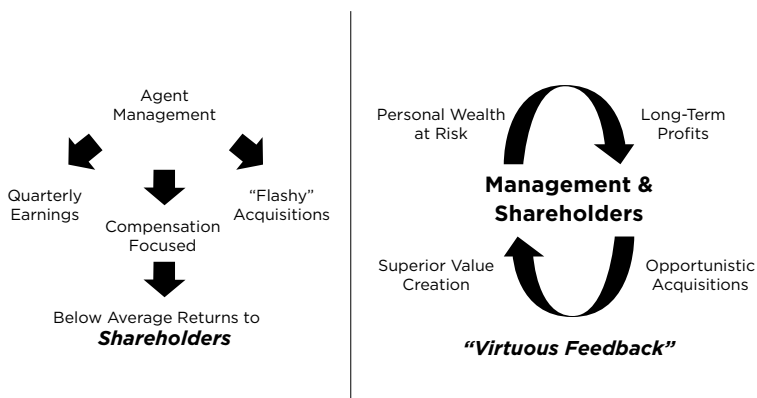 Agent
Management
Quarterly
Earnings
Compensation
Focused
“Flashy”
Acquisitions
Below Average Returns to
Shareholders
Personal Wealth
at Risk
Long-Term
Profits
Management &
Shareholders
Superior Value
Creation
Opportunistic
Acquisitions
“Virtuous Feedback”